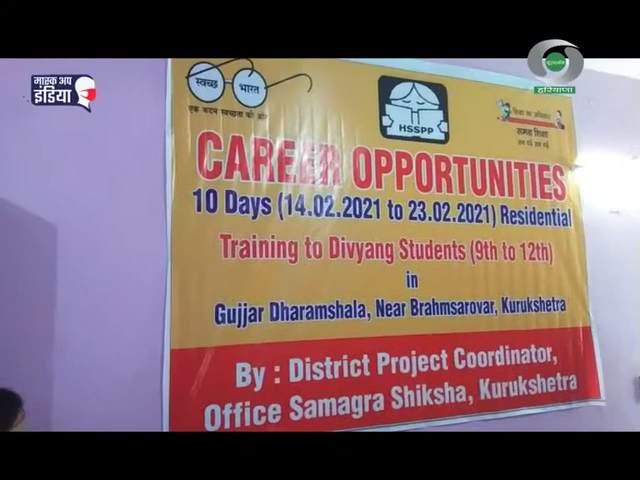 मास्क अप
इंडिया
दूरदर्शन
हरियाणा
स्वच्छ भारत
एक कदम स्वच्छता की ओर
HSSPP
CAREER OPPORTUNITIES
10 Days (14.02.2021 to 23.02.2021) Residential
Training to Divyang Students (9th to 12th)
in
Gujjar Dharamshala, Near Brahmsarovar, Kurukshetra
By : District Project Coordinator,
Office Samagra Shiksha, Kurukshetra